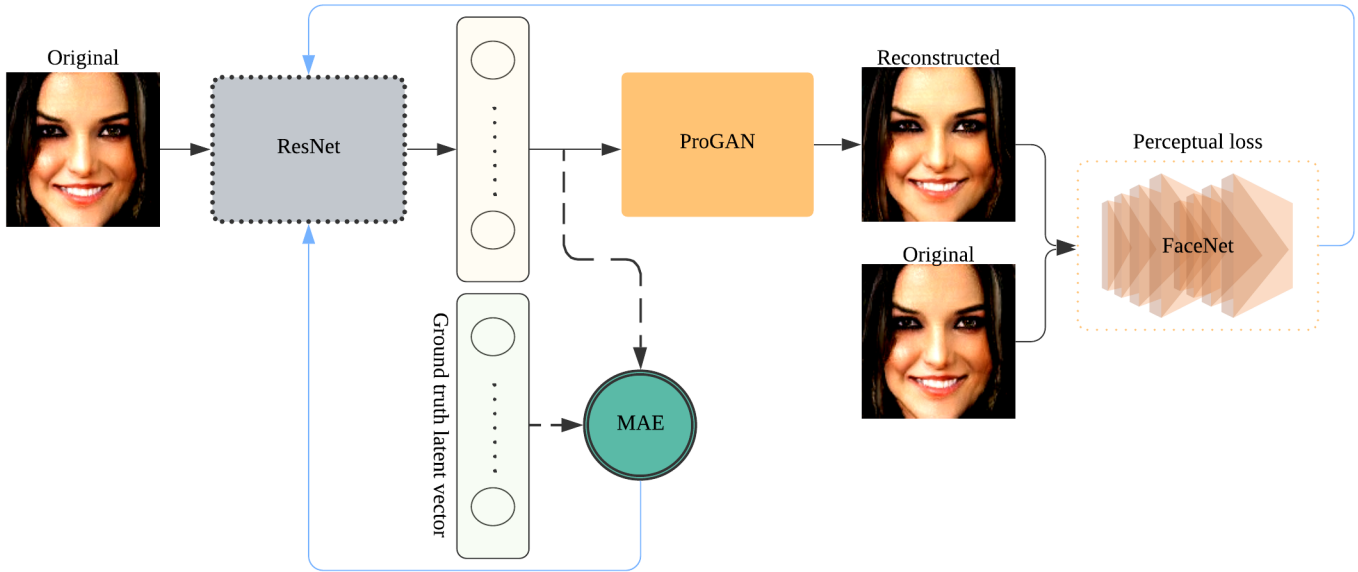 Original
ResNet
ProGAN
Reconstructed
Original
Perceptual loss
FaceNet
Ground truth latent vector
MAE